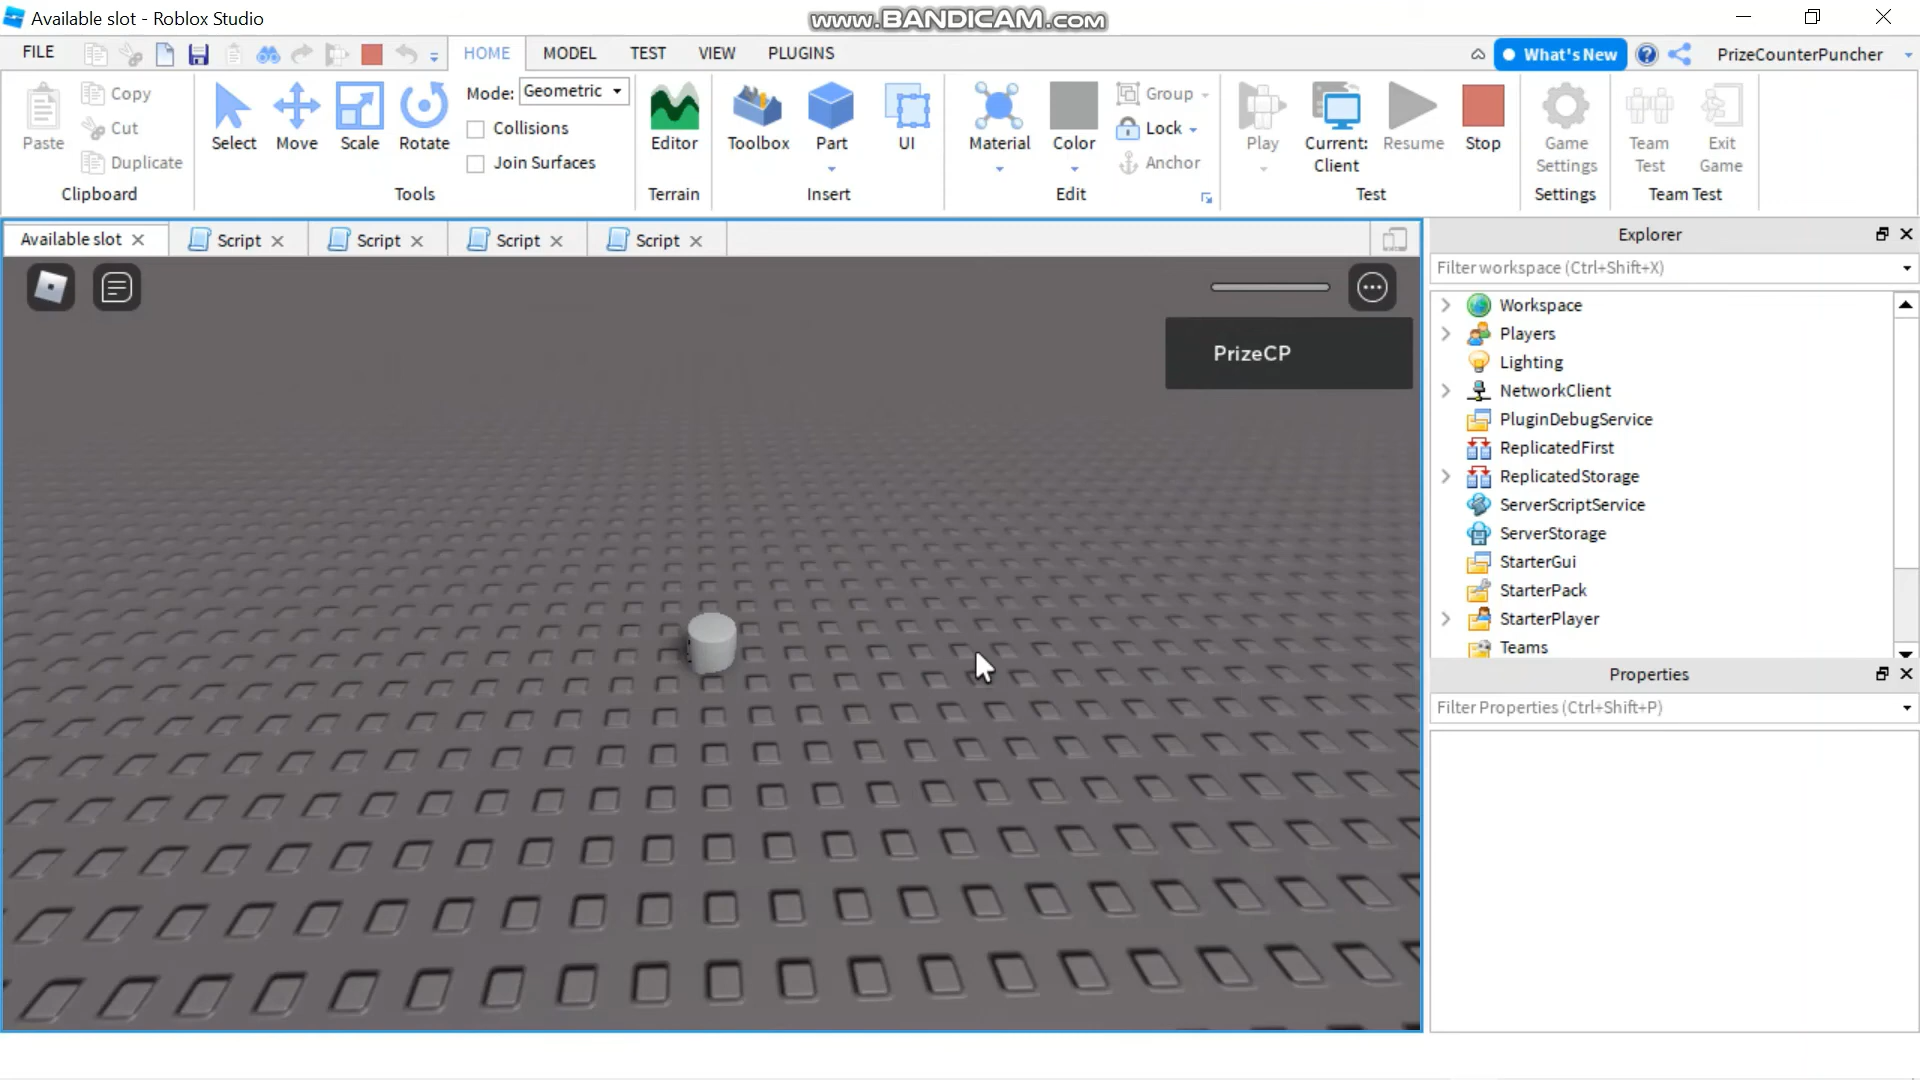 Available slot - Roblox Studio
www.BANDICAM.com
FILE HOME MODEL TEST VIEW PLUGINS What's New PrizeCounterPuncher
Paste Copy Cut Duplicate
Clipboard
Select Move Scale Rotate
Mode: Geometric
Collisions
Join Surfaces
Tools
Editor
Terrain
Toolbox Part UI
Insert
Material Color Group Lock Anchor
Edit
Play Current: Client Resume Stop
Test
Game Settings
Settings
Team Test Exit Game
Team Test
Available slot Script Script Script Script
PrizeCP
Explorer
Filter workspace (Ctrl+Shift+X)
Workspace
Players
Lighting
NetworkClient
PluginDebugService
ReplicatedFirst
ReplicatedStorage
ServerScriptService
ServerStorage
StarterGui
StarterPack
StarterPlayer
Teams
Properties
Filter Properties (Ctrl+Shift+P)